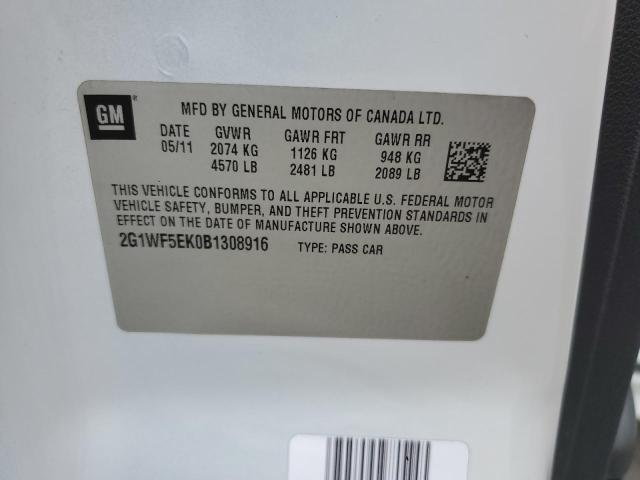 GM ®
MFD BY GENERAL MOTORS OF CANADA LTD.
DATE GVWR GAWR FRT GAWR RR
05/11 2074 KG 1126 KG 948 KG
4570 LB 2481 LB 2089 LB
THIS VEHICLE CONFORMS TO ALL APPLICABLE U.S. FEDERAL MOTOR
VEHICLE SAFETY, BUMPER, AND THEFT PREVENTION STANDARDS IN
EFFECT ON THE DATE OF MANUFACTURE SHOWN ABOVE.
2G1WF5EK0B1308916 TYPE: PASS CAR